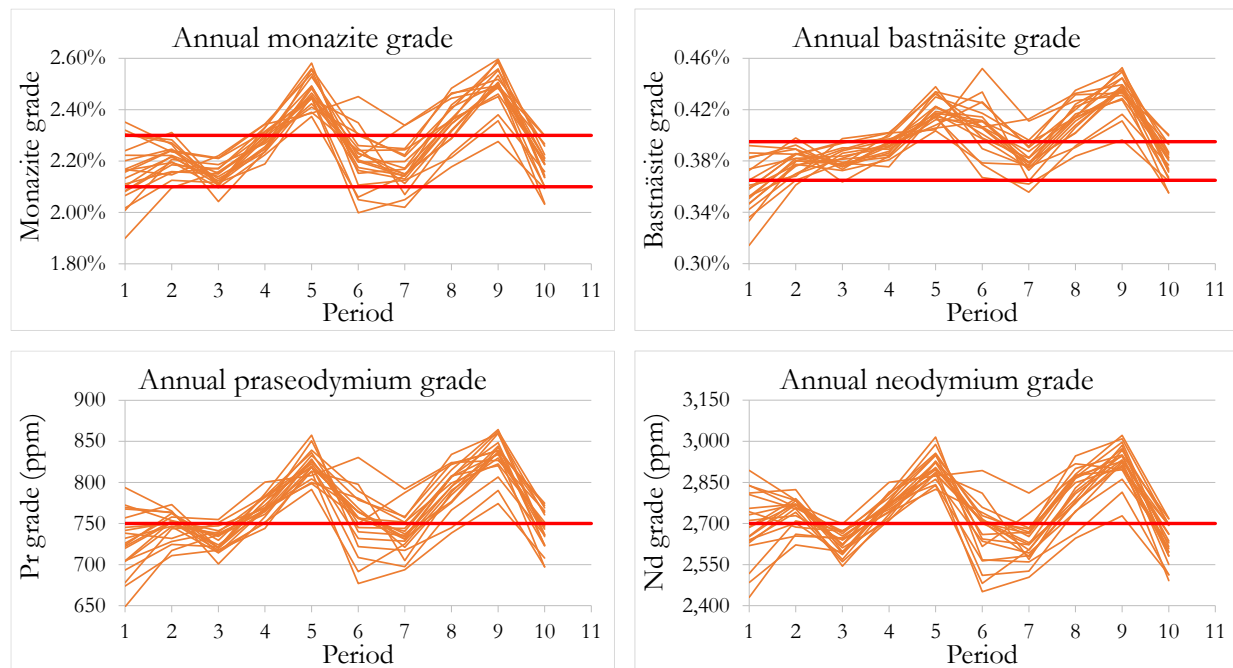 Annual monazite grade
Monazite grade
2.60%
2.40%
2.20%
2.00%
1.80%
1 2 3 4 5 6 7 8 9 10 11
Period
Annual bastnäsite grade
Bastnäsite grade
0.46%
0.42%
0.38%
0.34%
0.30%
1 2 3 4 5 6 7 8 9 10 11
Period
Annual praseodymium grade
Pr grade (ppm)
900
850
800
750
700
650
1 2 3 4 5 6 7 8 9 10 11
Period
Annual neodymium grade
Nd grade (ppm)
3,150
3,000
2,850
2,700
2,550
2,400
1 2 3 4 5 6 7 8 9 10 11
Period